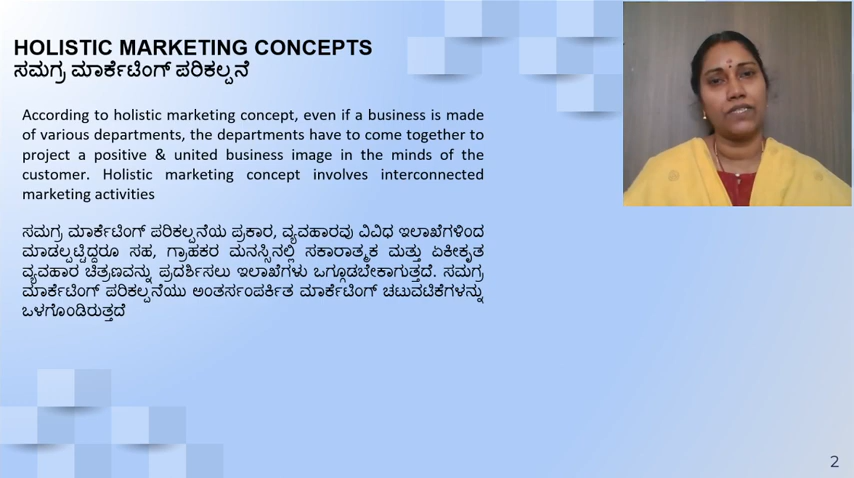 HOLISTIC MARKETING CONCEPTS
ಸಮಗ್ರ ಮಾರ್ಕೆಟಿಂಗ್ ಪರಿಕಲ್ಪನೆ
According to holistic marketing concept, even if a business is made
of various departments, the departments have to come together to
project a positive & united business image in the minds of the
customer. Holistic marketing concept involves interconnected
marketing activities
ಸಮಗ್ರ ಮಾರ್ಕೆಟಿಂಗ್ ಪರಿಕಲ್ಪನೆಯ ಪ್ರಕಾರ, ವ್ಯವಹಾರವು ವಿವಿಧ ಇಲಾಖೆಗಳಿಂದ
ಮಾಡಲ್ಪಟ್ಟಿದ್ದರೂ ಸಹ, ಗ್ರಾಹಕರ ಮನಸ್ಸಿನಲ್ಲಿ ಸಕಾರಾತ್ಮಕ ಮತ್ತು ಏಕೀಕೃತ
ವ್ಯವಹಾರ ಚಿತ್ರಣವನ್ನು ಪ್ರದರ್ಶಿಸಲು ಇಲಾಖೆಗಳು ಒಗ್ಗೂಡಬೇಕಾಗುತ್ತದೆ. ಸಮಗ್ರ
ಮಾರ್ಕೆಟಿಂಗ್ ಪರಿಕಲ್ಪನೆಯು ಅಂತರ್ಸಂಪರ್ಕಿತ ಮಾರ್ಕೆಟಿಂಗ್ ಚಟುವಟಿಕೆಗಳನ್ನು
ಒಳಗೊಂಡಿರುತ್ತದೆ
2